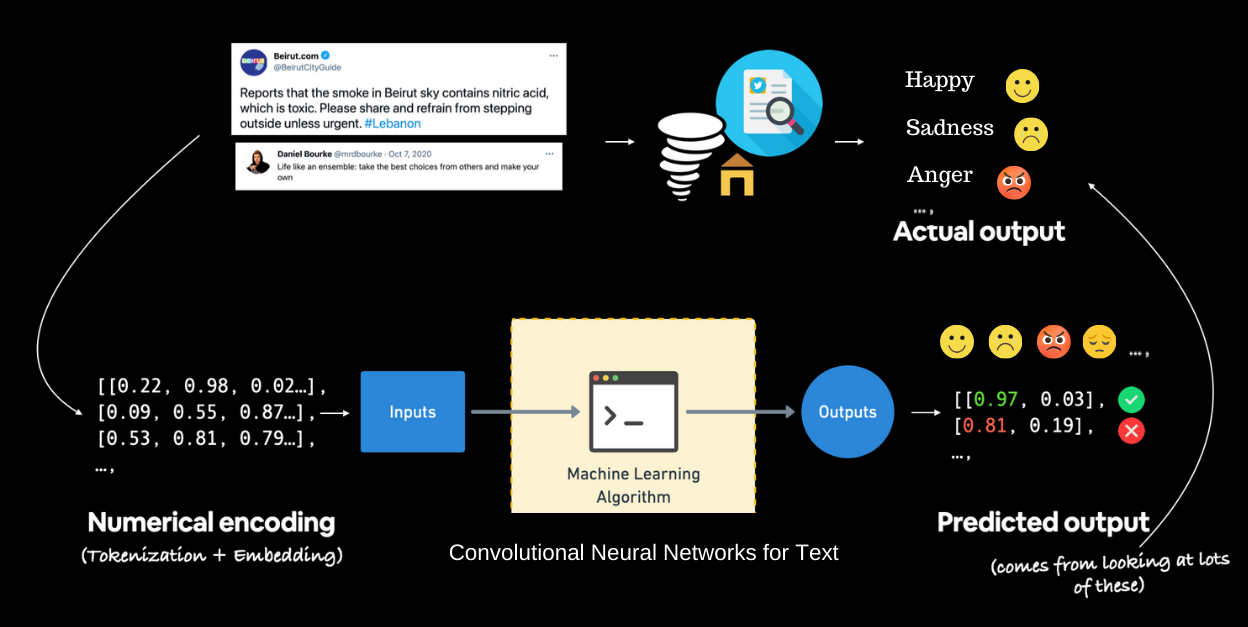 Beirut.com
@BeirutCityGuide
Reports that the smoke in Beirut sky contains nitric acid,
which is toxic. Please share and refrain from stepping
outside unless urgent. #Lebanon
Daniel Bourke @mrdbourke · Oct 7, 2020
Life like an ensemble: take the best choices from others and make your
own
Happy
Sadness
Anger
...,
Actual output
[[0.22, 0.98, 0.02…],
[0.09, 0.55, 0.87…],
[0.53, 0.81, 0.79…],
…,
Numerical encoding
(Tokenization + Embedding)
Inputs
Machine Learning
Algorithm
Convolutional Neural Networks for Text
Outputs
...,
[[0.97, 0.03],
[0.81, 0.19],
…,
Predicted output
(comes from looking at lots
of these)